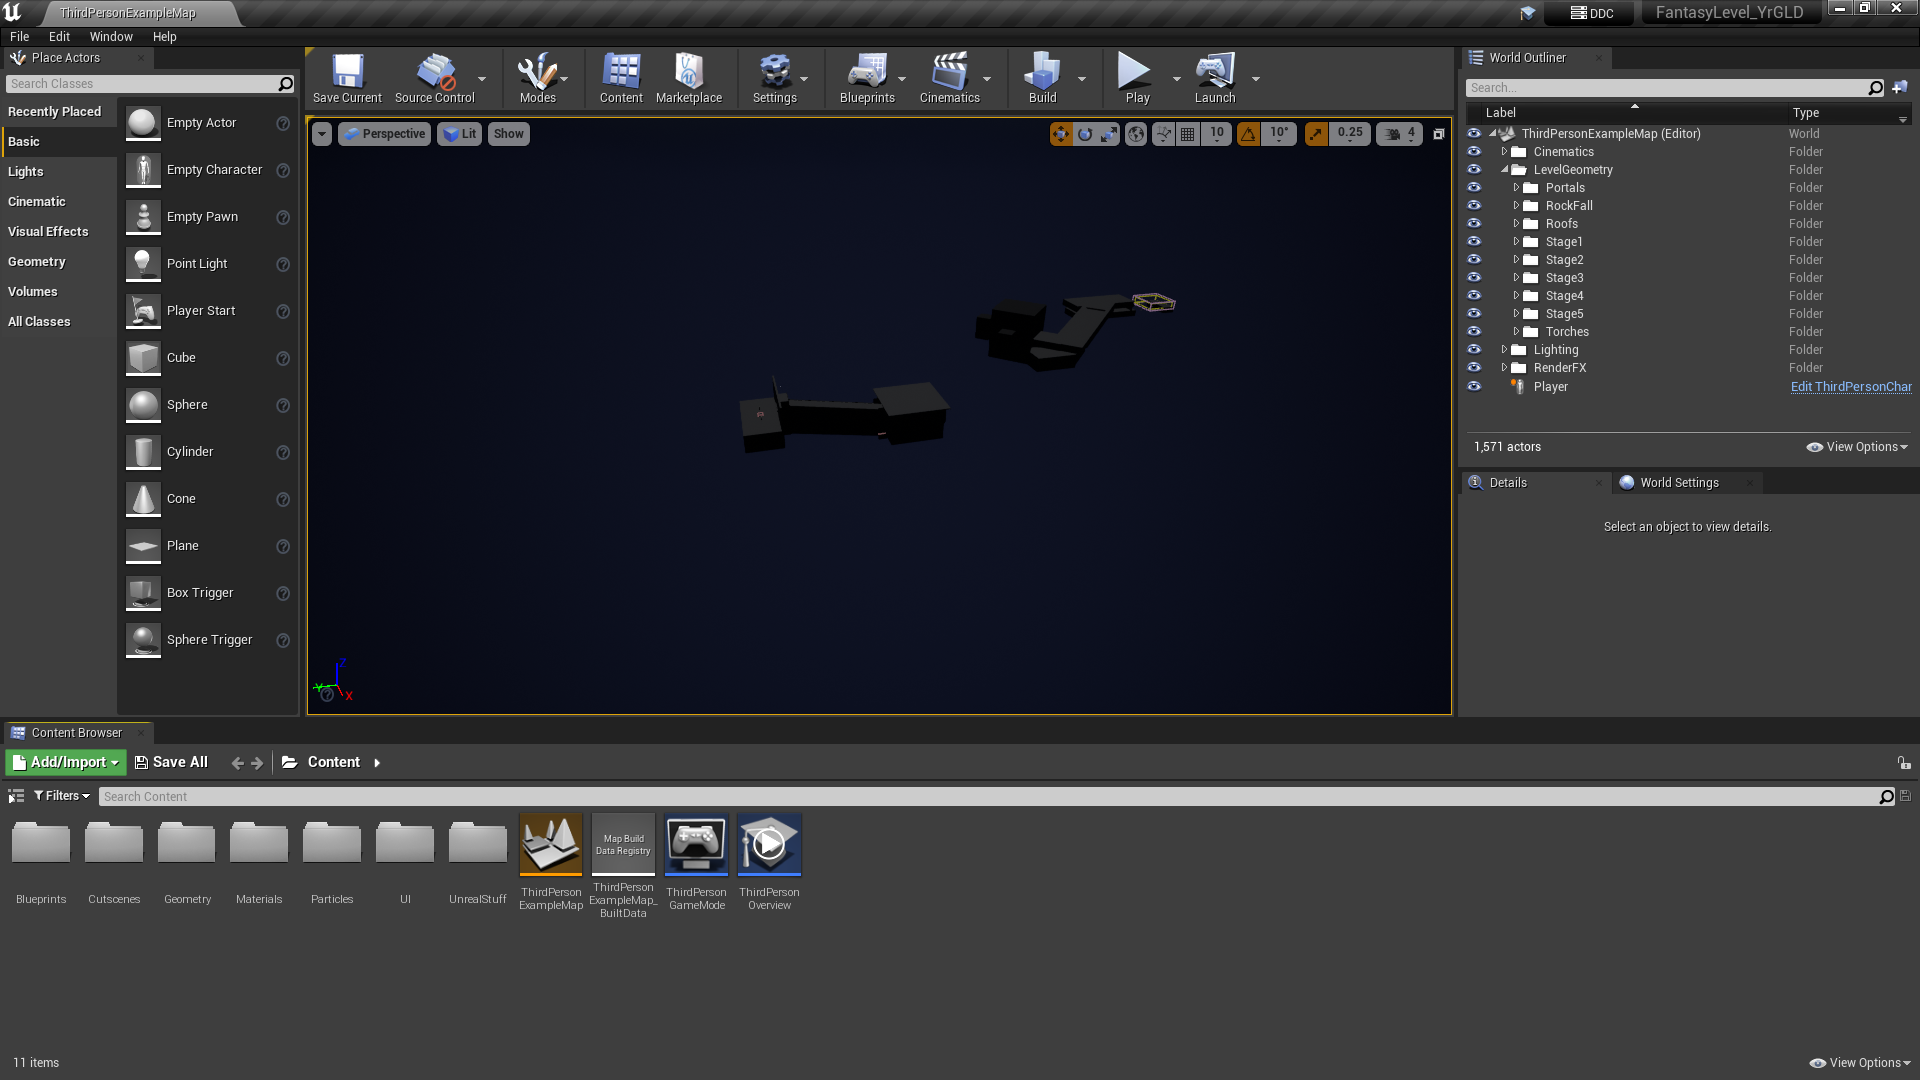 ThirdPersonExampleMap
DDC
FantasyLevel_YrGLD
File Edit Window Help
Place Actors
Search Classes
Recently Placed
Basic
Lights
Cinematic
Visual Effects
Geometry
Volumes
All Classes
Empty Actor
Empty Character
Empty Pawn
Point Light
Player Start
Cube
Sphere
Cylinder
Cone
Plane
Box Trigger
Sphere Trigger
Save Current
Source Control
Modes
Content
Marketplace
Settings
Blueprints
Cinematics
Build
Play
Launch
Perspective
Lit
Show
10
10°
0.25
4
Z
Y
X
World Outliner
Search...
Label Type
ThirdPersonExampleMap (Editor) World
Cinematics Folder
LevelGeometry Folder
Portals Folder
RockFall Folder
Roofs Folder
Stage1 Folder
Stage2 Folder
Stage3 Folder
Stage4 Folder
Stage5 Folder
Torches Folder
Lighting Folder
RenderFX Folder
Player Edit ThirdPersonChar
1,571 actors
View Options
Details
World Settings
Select an object to view details.
Content Browser
Add/Import
Save All
Content
Filters
Search Content
Blueprints
Cutscenes
Geometry
Materials
Particles
UI
UnrealStuff
ThirdPerson
ExampleMap
Map Build
Data Registry
ThirdPerson
ExampleMap_
BuiltData
ThirdPerson
GameMode
ThirdPerson
Overview
11 items
View Options